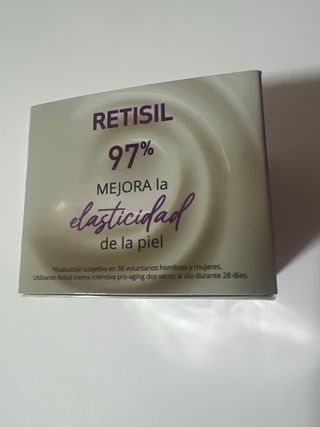 RETISIL
97%
MEJORA la
elasticidad
de la piel
*Evaluación subjetiva en 38 voluntarios hombres y mujeres.
Utilizaron Retisil crema intensiva pro-aging dos veces al día durante 28 días.